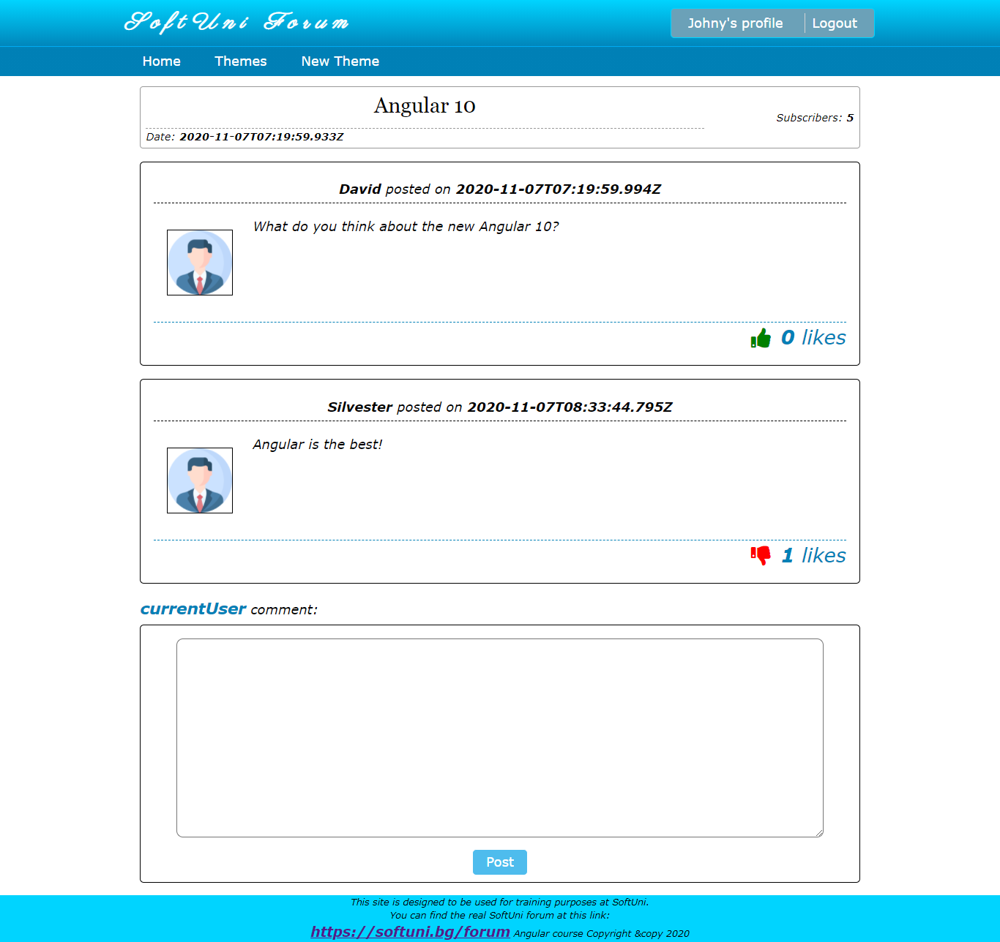 SoftUni Forum
Johny's profile Logout
Home Themes New Theme
Angular 10
Subscribers: 5
Date: 2020-11-07T07:19:59.933Z
David posted on 2020-11-07T07:19:59.994Z
What do you think about the new Angular 10?
0 likes
Silvester posted on 2020-11-07T08:33:44.795Z
Angular is the best!
1 likes
currentUser comment:
Post
This site is designed to be used for training purposes at SoftUni.
You can find the real SoftUni forum at this link:
https://softuni.bg/forum Angular course Copyright &copy 2020